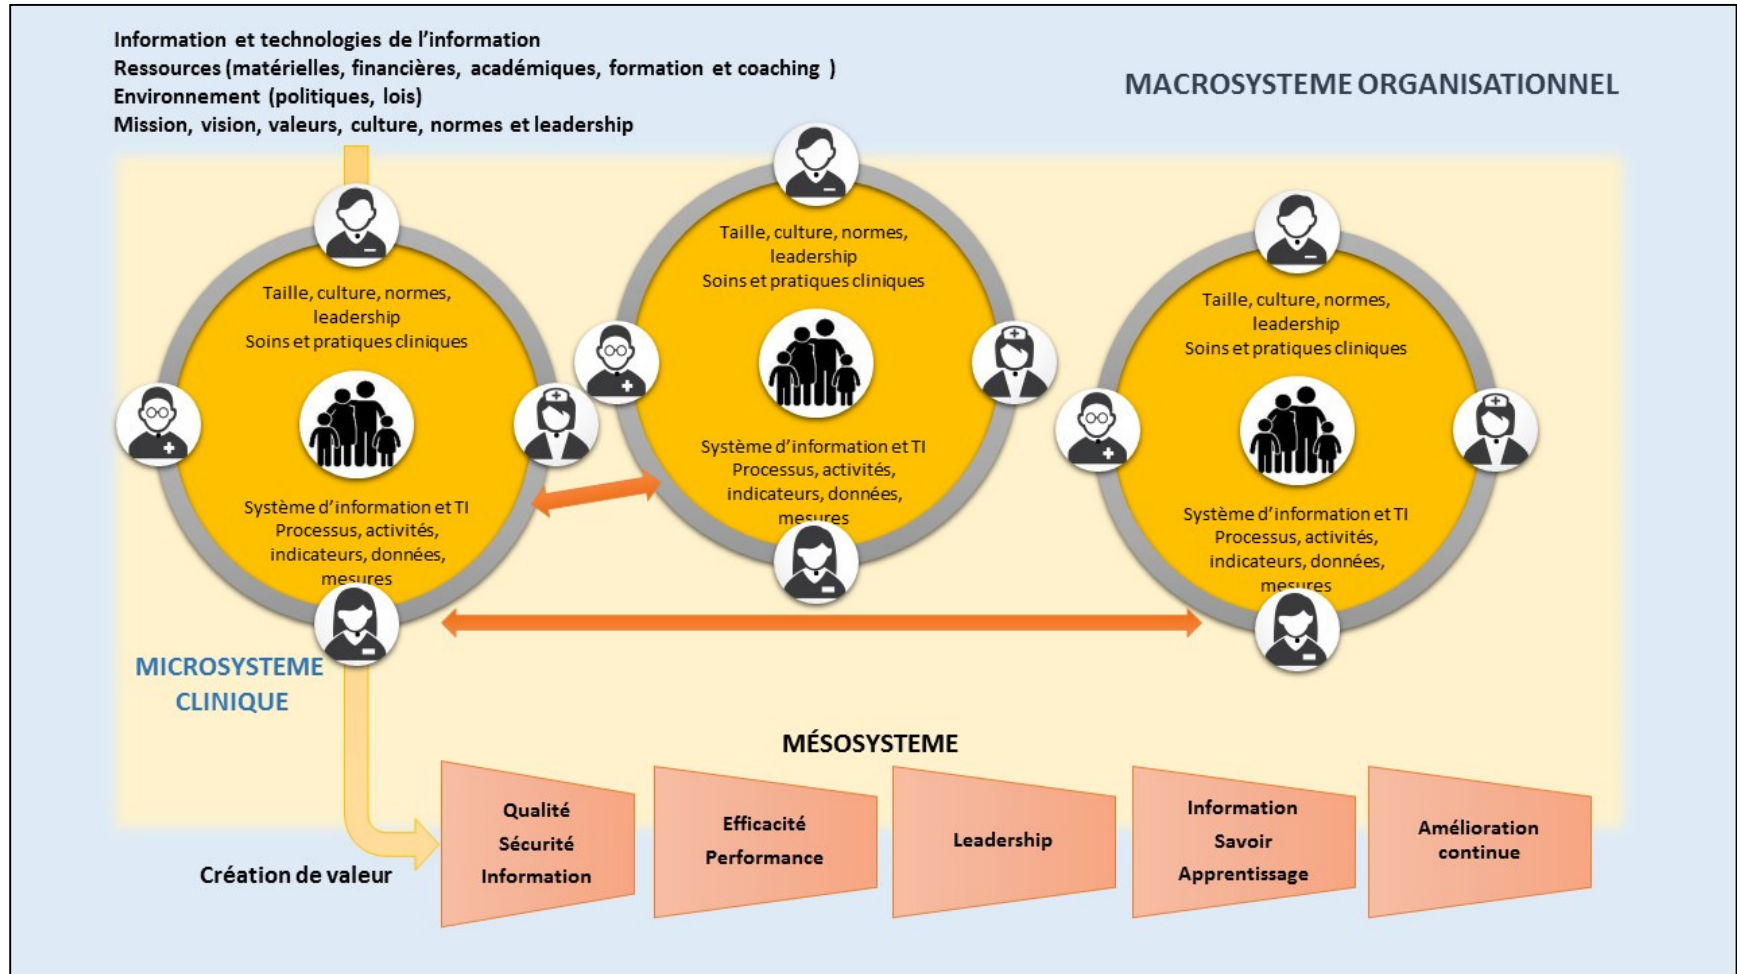 Information et technologies de l'information
Ressources (matérielles, financières, académiques, formation et coaching )
Environnement (politiques, lois)
Mission, vision, valeurs, culture, normes et leadership
MACROSYSTEME ORGANISATIONNEL
Taille, culture, normes,
leadership
Soins et pratiques cliniques
Système d'information et TI
Processus, activités,
indicateurs, données,
mesures
Taille, culture, normes,
leadership
Soins et pratiques cliniques
Système d'information et TI
Processus, activités,
indicateurs, données,
mesures
Taille, culture, normes,
leadership
Soins et pratiques cliniques
Système d'information et TI
Processus, activités,
indicateurs, données,
mesures
MICROSYSTEME
CLINIQUE
MÉSOSYSTEME
Création de valeur
Qualité
Sécurité
Information
Efficacité
Performance
Leadership
Information
Savoir
Apprentissage
Amélioration
continue